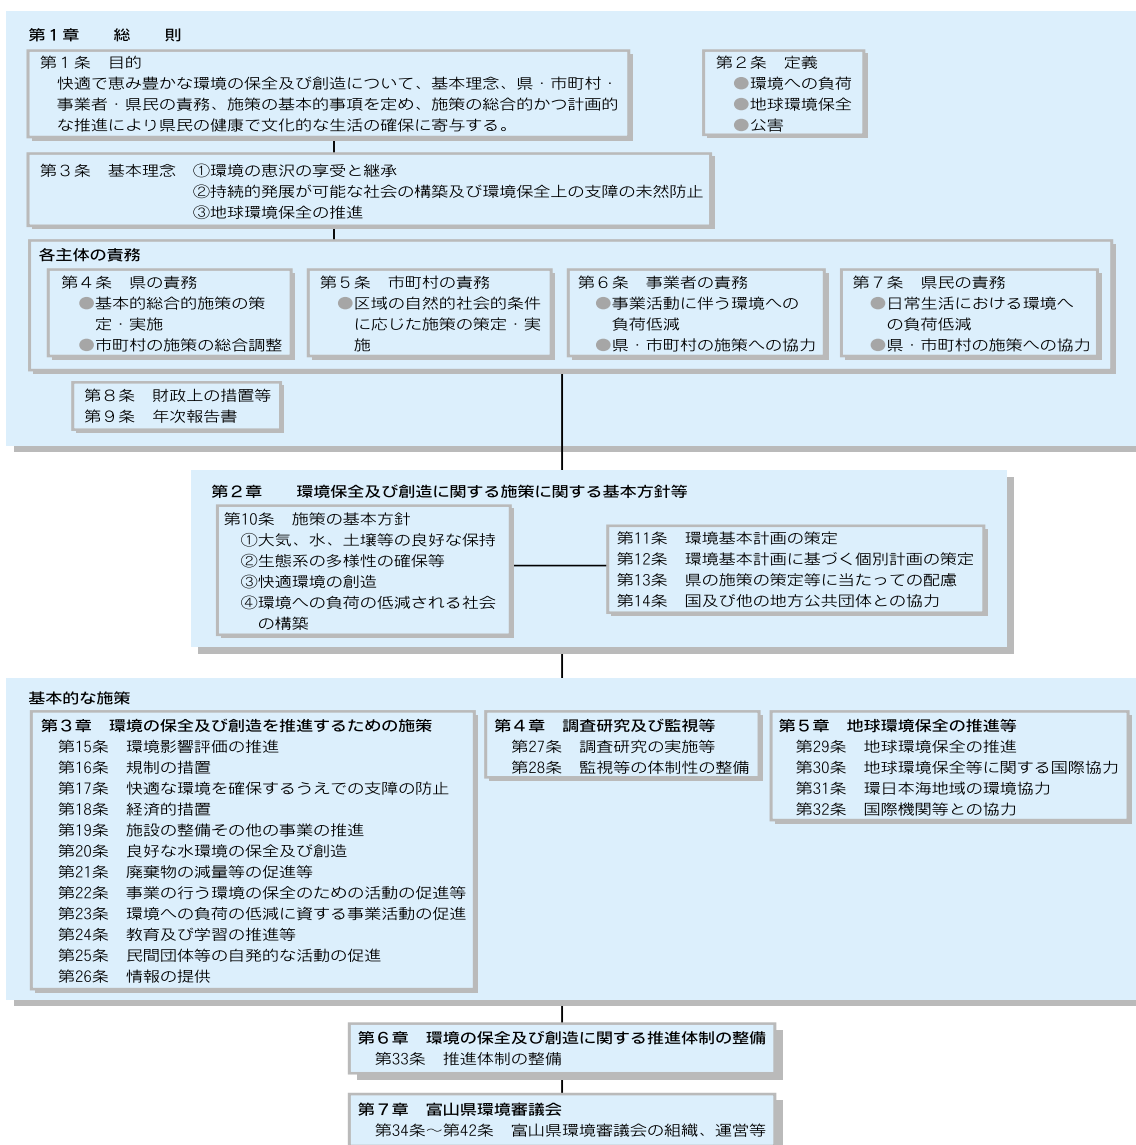 第１章　総　則
第１条　目的
快適で恵み豊かな環境の保全及び創造について、基本理念、県・市町村・
事業者・県民の責務、施策の基本的事項を定め、施策の総合的かつ計画的
な推進により県民の健康で文化的な生活の確保に寄与する。
第２条　定義
●環境への負荷
●地球環境保全
●公害
第３条　基本理念　①環境の恵沢の享受と継承
②持続的発展が可能な社会の構築及び環境保全上の支障の未然防止
③地球環境保全の推進
各主体の責務
第４条　県の責務
●基本的総合的施策の策
定・実施
●市町村の施策の総合調整
第５条　市町村の責務
●区域の自然的社会的条件
に応じた施策の策定・実
施
第６条　事業者の責務
●事業活動に伴う環境への
負荷低減
●県・市町村の施策への協力
第７条　県民の責務
●日常生活における環境へ
の負荷低減
●県・市町村の施策への協力
第８条　財政上の措置等
第９条　年次報告書
第２章　環境保全及び創造に関する施策に関する基本方針等
第10条　施策の基本方針
①大気、水、土壌等の良好な保持
②生態系の多様性の確保等
③快適環境の創造
④環境への負荷の低減される社会
の構築
第11条　環境基本計画の策定
第12条　環境基本計画に基づく個別計画の策定
第13条　県の施策の策定等に当たっての配慮
第14条　国及び他の地方公共団体との協力
基本的な施策
第３章　環境の保全及び創造を推進するための施策
第15条　環境影響評価の推進
第16条　規制の措置
第17条　快適な環境を確保するうえでの支障の防止
第18条　経済的措置
第19条　施設の整備その他の事業の推進
第20条　良好な水環境の保全及び創造
第21条　廃棄物の減量等の促進等
第22条　事業の行う環境の保全のための活動の促進等
第23条　環境への負荷の低減に資する事業活動の促進
第24条　教育及び学習の推進等
第25条　民間団体等の自発的な活動の促進
第26条　情報の提供
第４章　調査研究及び監視等
第27条　調査研究の実施等
第28条　監視等の体制性の整備
第５章　地球環境保全の推進等
第29条　地球環境保全の推進
第30条　地球環境保全等に関する国際協力
第31条　環日本海地域の環境協力
第32条　国際機関等との協力
第６章　環境の保全及び創造に関する推進体制の整備
第33条　推進体制の整備
第７章　富山県環境審議会
第34条～第42条　富山県環境審議会の組織、運営等